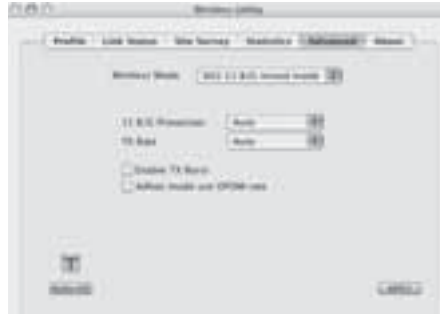 Wireless Utility
Profile Link Status Site Survey Statistics Advanced About
Wireless Mode 802.11 B/G mixed mode
11 B/G Protection Auto
TX Rate Auto
Enable TX Burst
AdHoc mode use OFDM rate
APPLY